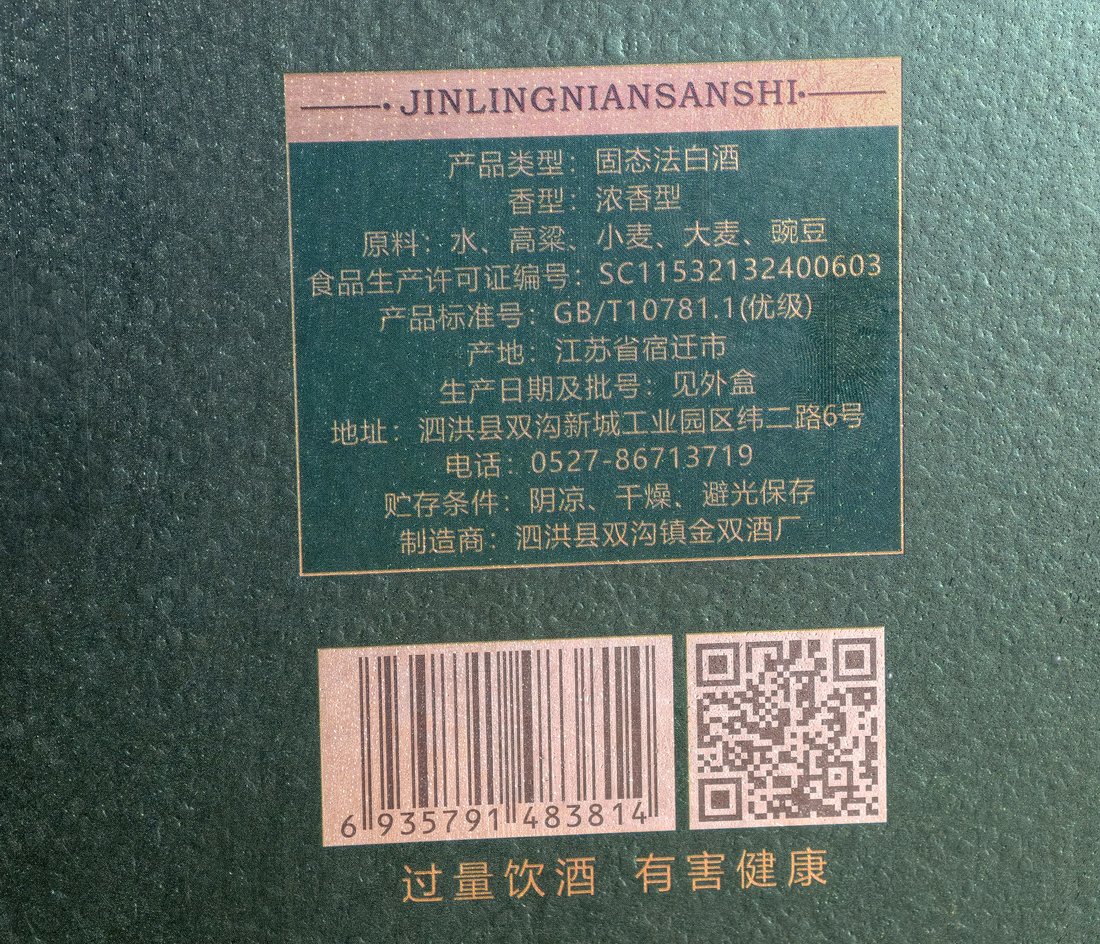 JINLINGNIANSANSHI
产品类型：固态法白酒
香型：浓香型
原料：水、高粱、小麦、大麦、豌豆
食品生产许可证编号：SC11532132400603
产品标准号：GB/T10781.1(优级)
产地：江苏省宿迁市
生产日期及批号：见外盒
地址：泗洪县双沟新城工业园区纬二路6号
电话：0527-86713719
贮存条件：阴凉、干燥、避光保存
制造商：泗洪县双沟镇金双酒厂
6 935791 483814
过量饮酒 有害健康